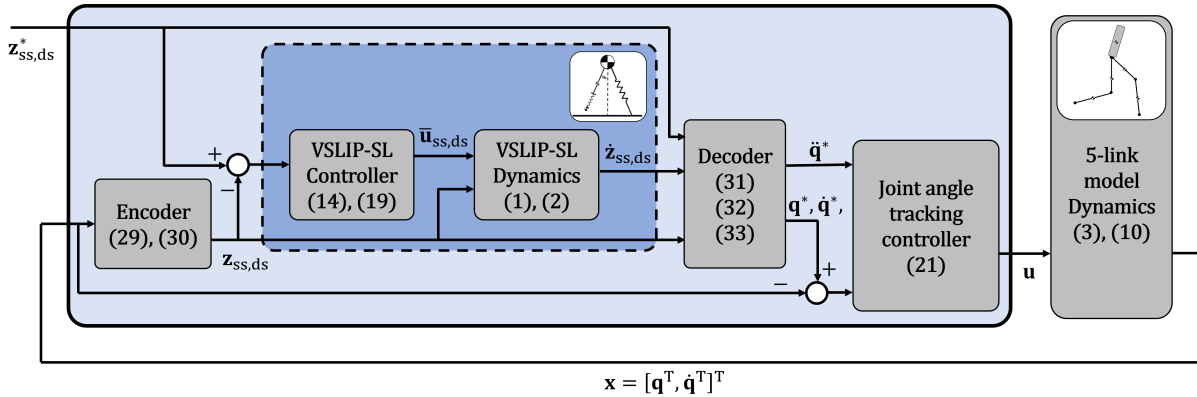 z*ss,ds
Encoder
(29), (30)
zss,ds
+
−
VSLIP-SL
Controller
(14), (19)
u̅ss,ds
VSLIP-SL
Dynamics
(1), (2)
żss,ds
Decoder
(31)
(32)
(33)
q̈*
q*, q̇*,
+
−
Joint angle
tracking
controller
(21)
u
5-link
model
Dynamics
(3), (10)
x = [qT, q̇T]T